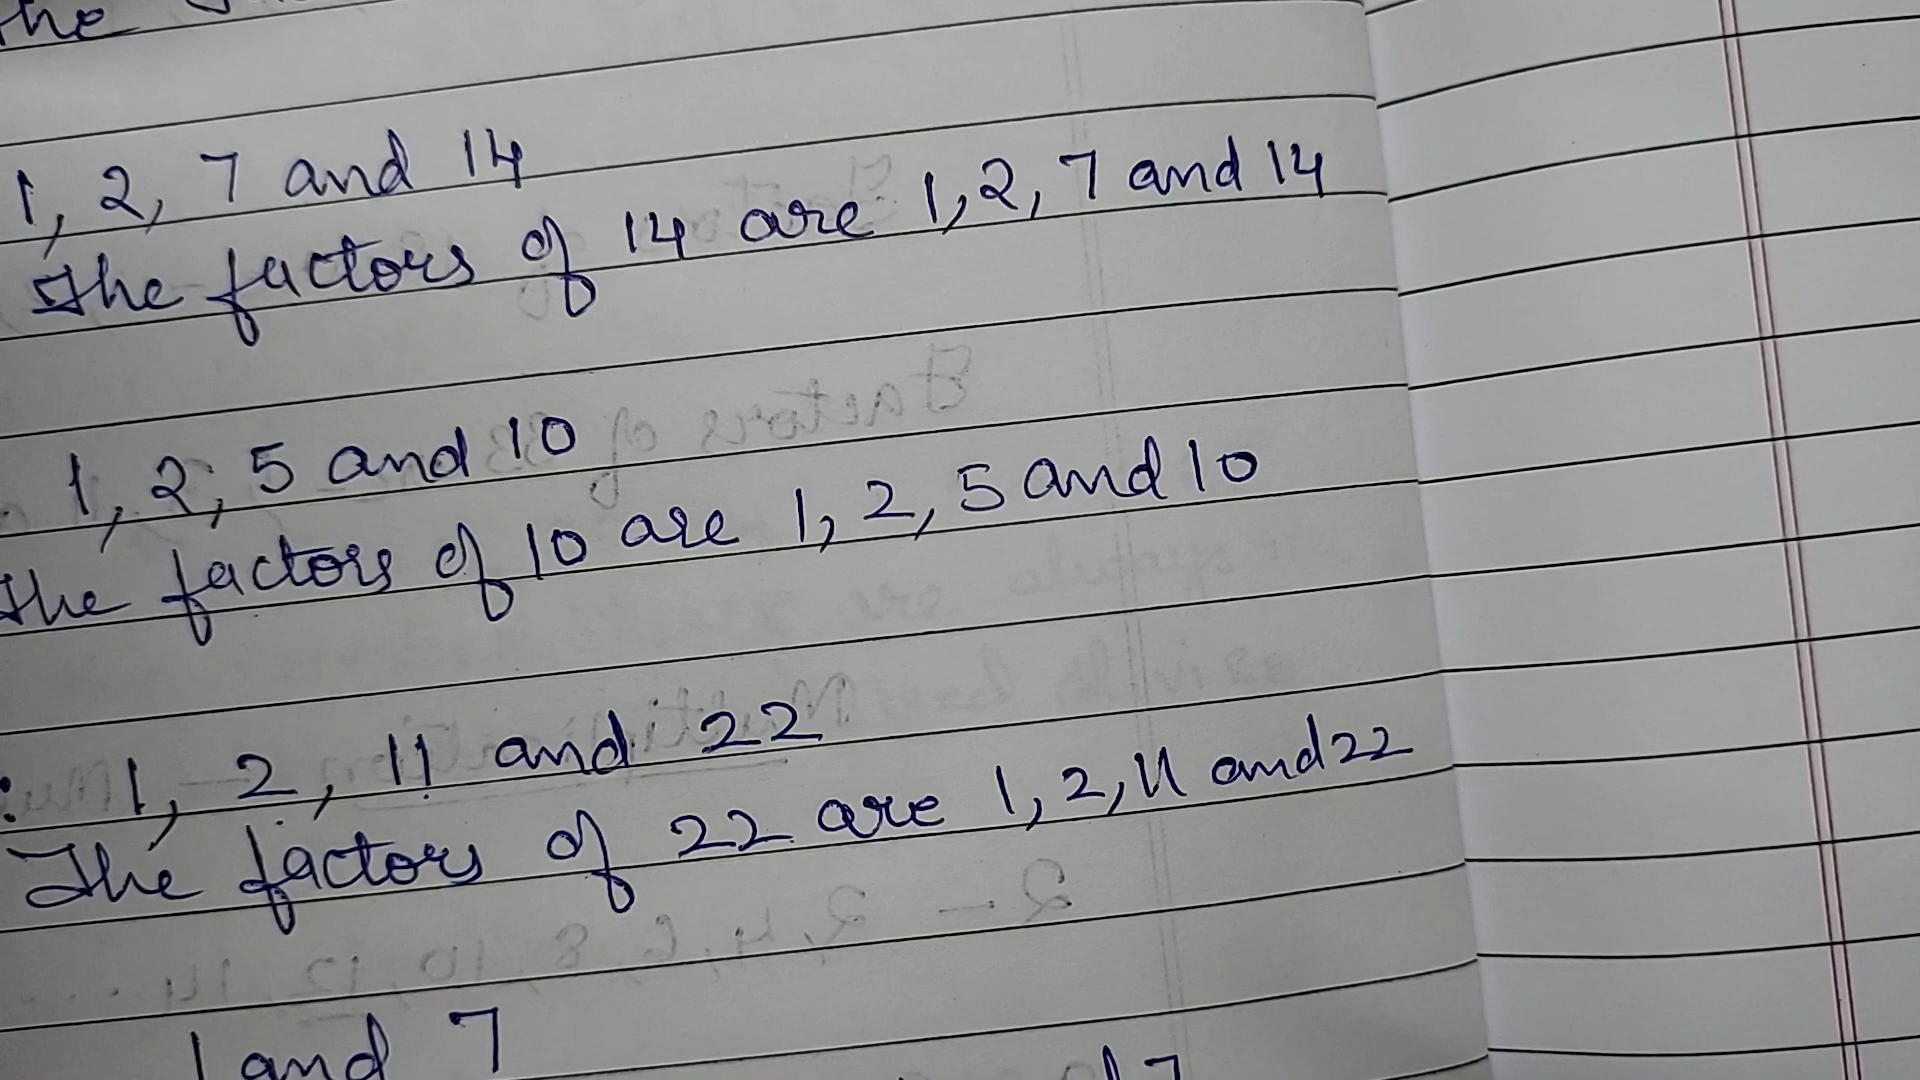 the
1, 2, 7 and 14
The factors of 14 are 1, 2, 7 and 14
1, 2, 5 and 10
the factors of 10 are 1, 2, 5 and 10
: 1, 2, 11 and 22
The factors of 22 are 1, 2, 11 and 22
1 and 7